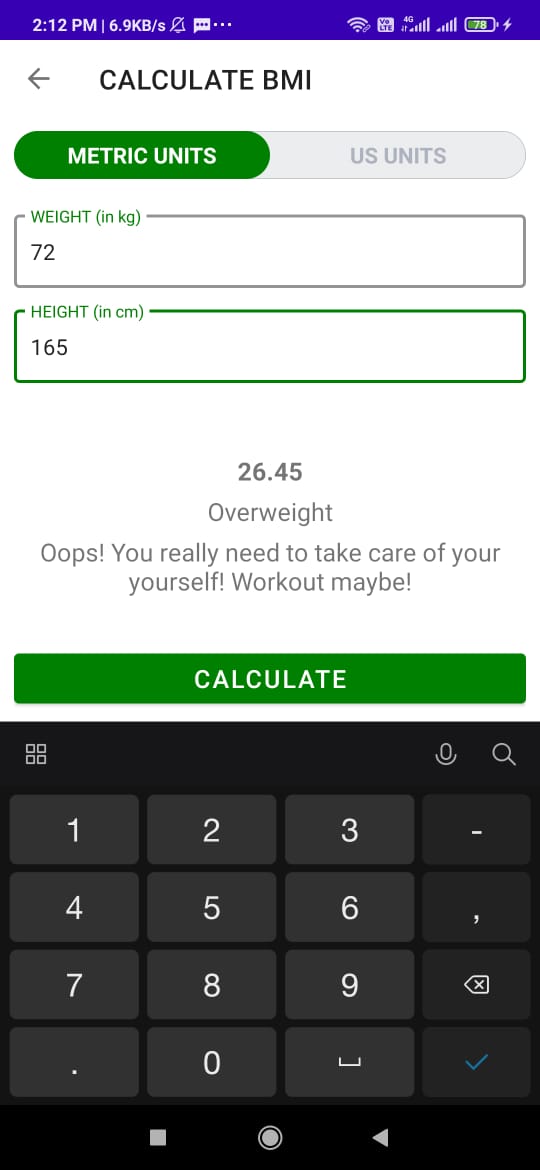 2:12 PM | 6.9KB/s
Vo LTE 4G 78
CALCULATE BMI
METRIC UNITS US UNITS
WEIGHT (in kg)
72
HEIGHT (in cm)
165
26.45
Overweight
Oops! You really need to take care of your
yourself! Workout maybe!
CALCULATE
1 2 3 -
4 5 6 ,
7 8 9
. 0